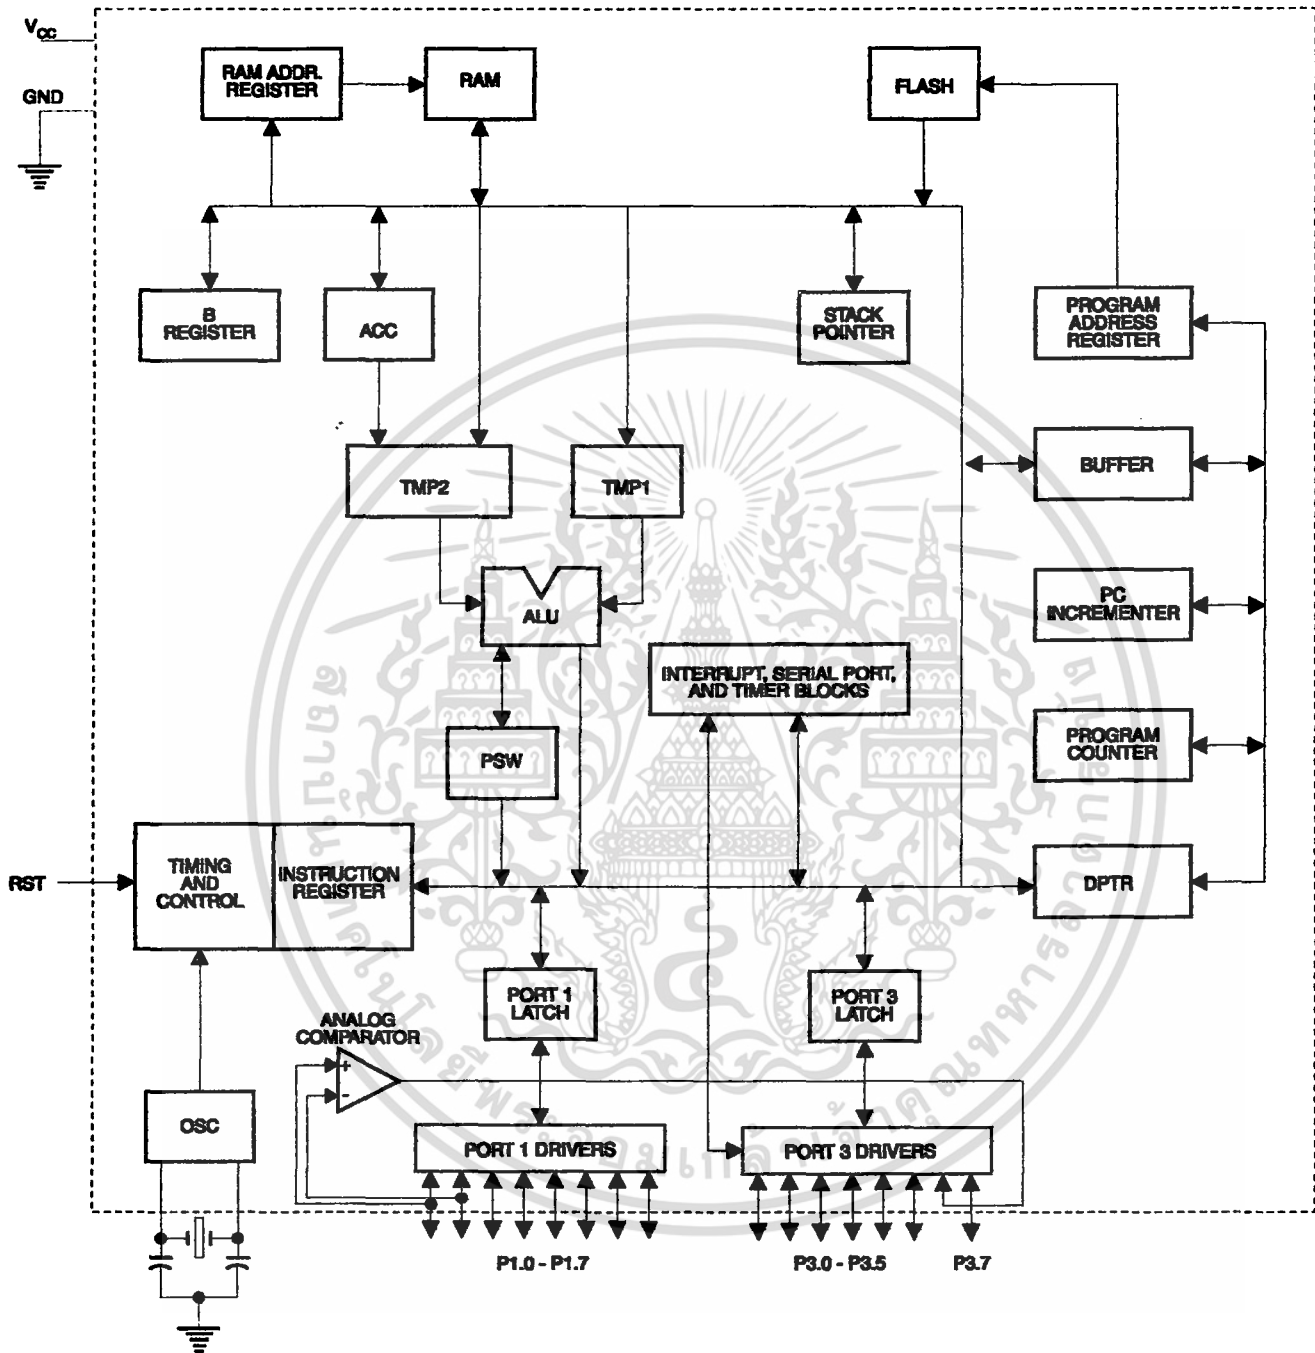 VCC
GND
RAM ADDR.
REGISTER
RAM
FLASH
B
REGISTER
ACC
STACK
POINTER
PROGRAM
ADDRESS
REGISTER
TMP2
TMP1
BUFFER
ALU
PC
INCREMENTER
INTERRUPT, SERIAL PORT,
AND TIMER BLOCKS
PSW
PROGRAM
COUNTER
RST
TIMING
AND
CONTROL
INSTRUCTION
REGISTER
DPTR
PORT 1
LATCH
PORT 3
LATCH
ANALOG
COMPARATOR
+
-
OSC
PORT 1 DRIVERS
PORT 3 DRIVERS
P1.0 - P1.7
P3.0 - P3.5
P3.7